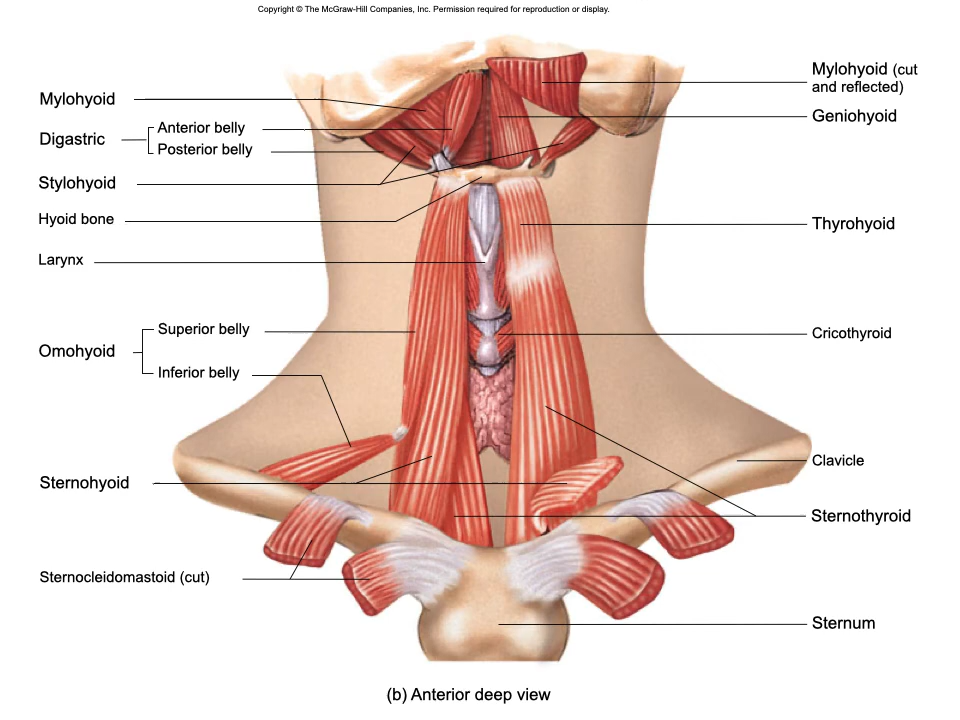 Copyright © The McGraw-Hill Companies, Inc. Permission required for reproduction or display.
Mylohyoid
Digastric
Anterior belly
Posterior belly
Stylohyoid
Hyoid bone
Larynx
Omohyoid
Superior belly
Inferior belly
Sternohyoid
Sternocleidomastoid (cut)
Mylohyoid (cut
and reflected)
Geniohyoid
Thyrohyoid
Cricothyroid
Clavicle
Sternothyroid
Sternum
(b) Anterior deep view